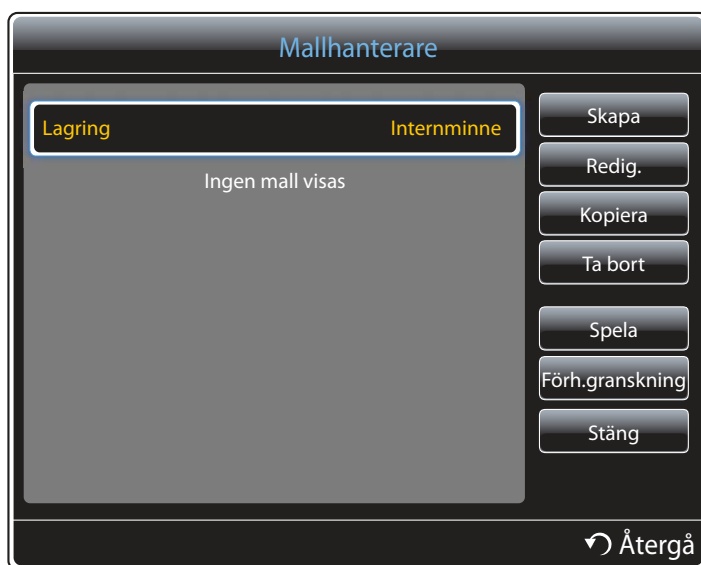 Mallhanterare
Lagring Internminne
Ingen mall visas
Skapa
Redig.
Kopiera
Ta bort
Spela
Förh.granskning
Stäng
Återgå